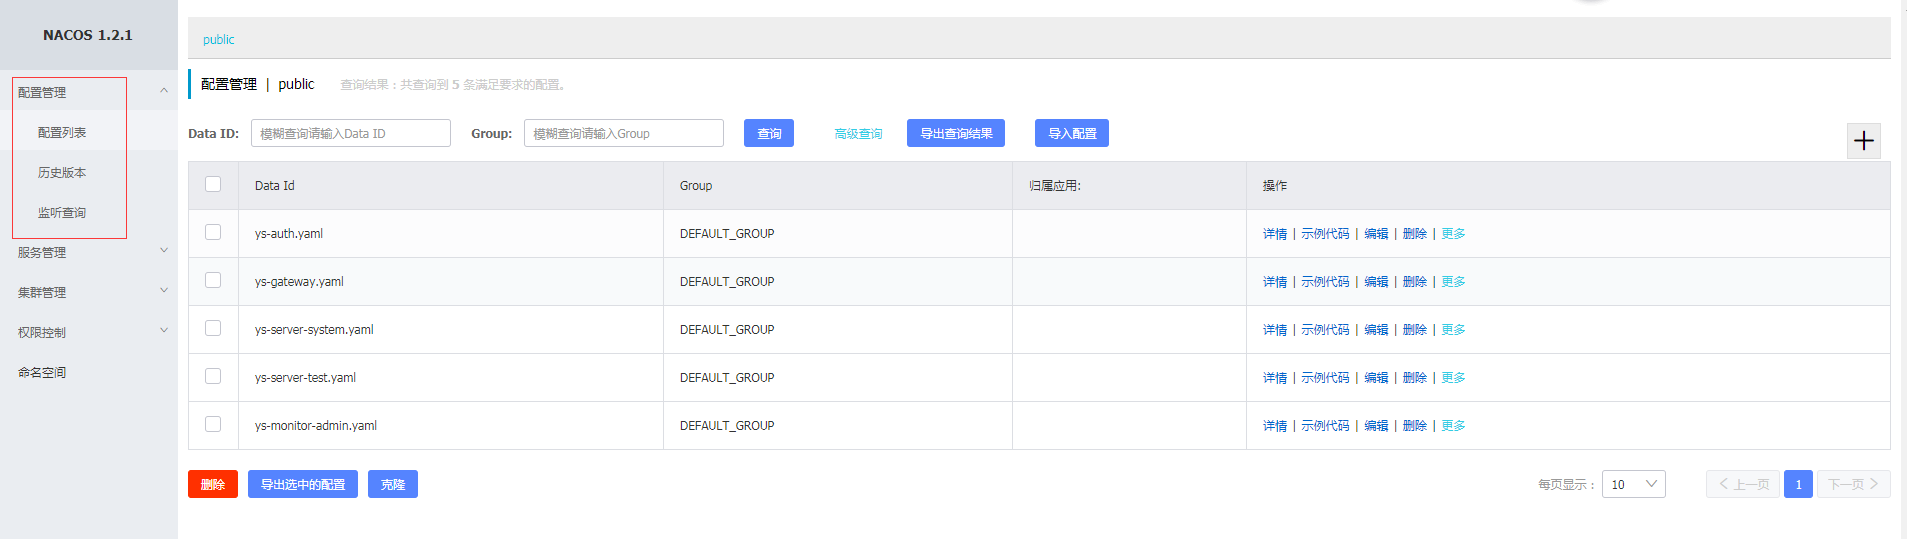 NACOS 1.2.1
配置管理
配置列表
历史版本
监听查询
服务管理
集群管理
权限控制
命名空间
public
配置管理 | public 查询结果：共查询到 5 条满足要求的配置。
Data ID: 模糊查询请输入Data ID Group: 模糊查询请输入Group 查询 高级查询 导出查询结果 导入配置
Data Id Group 归属应用: 操作
ys-auth.yaml DEFAULT_GROUP 详情 | 示例代码 | 编辑 | 删除 | 更多
ys-gateway.yaml DEFAULT_GROUP 详情 | 示例代码 | 编辑 | 删除 | 更多
ys-server-system.yaml DEFAULT_GROUP 详情 | 示例代码 | 编辑 | 删除 | 更多
ys-server-test.yaml DEFAULT_GROUP 详情 | 示例代码 | 编辑 | 删除 | 更多
ys-monitor-admin.yaml DEFAULT_GROUP 详情 | 示例代码 | 编辑 | 删除 | 更多
删除 导出选中的配置 克隆 每页显示： 10 上一页 1 下一页